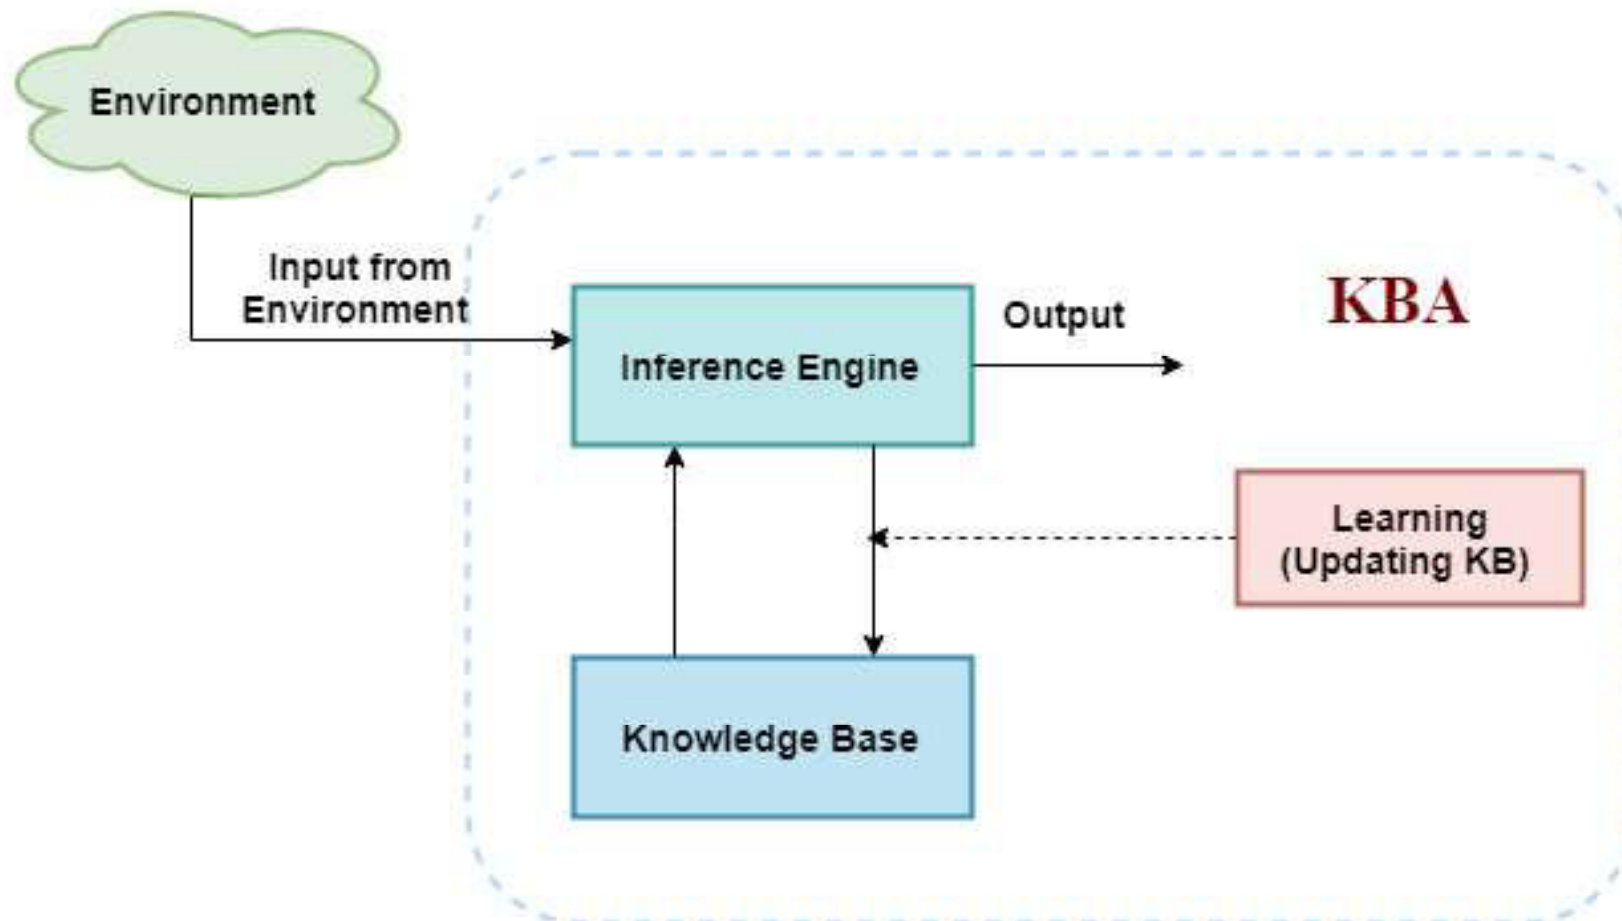 Environment
Input from
Environment
KBA
Output
Inference Engine
Learning
(Updating KB)
Knowledge Base